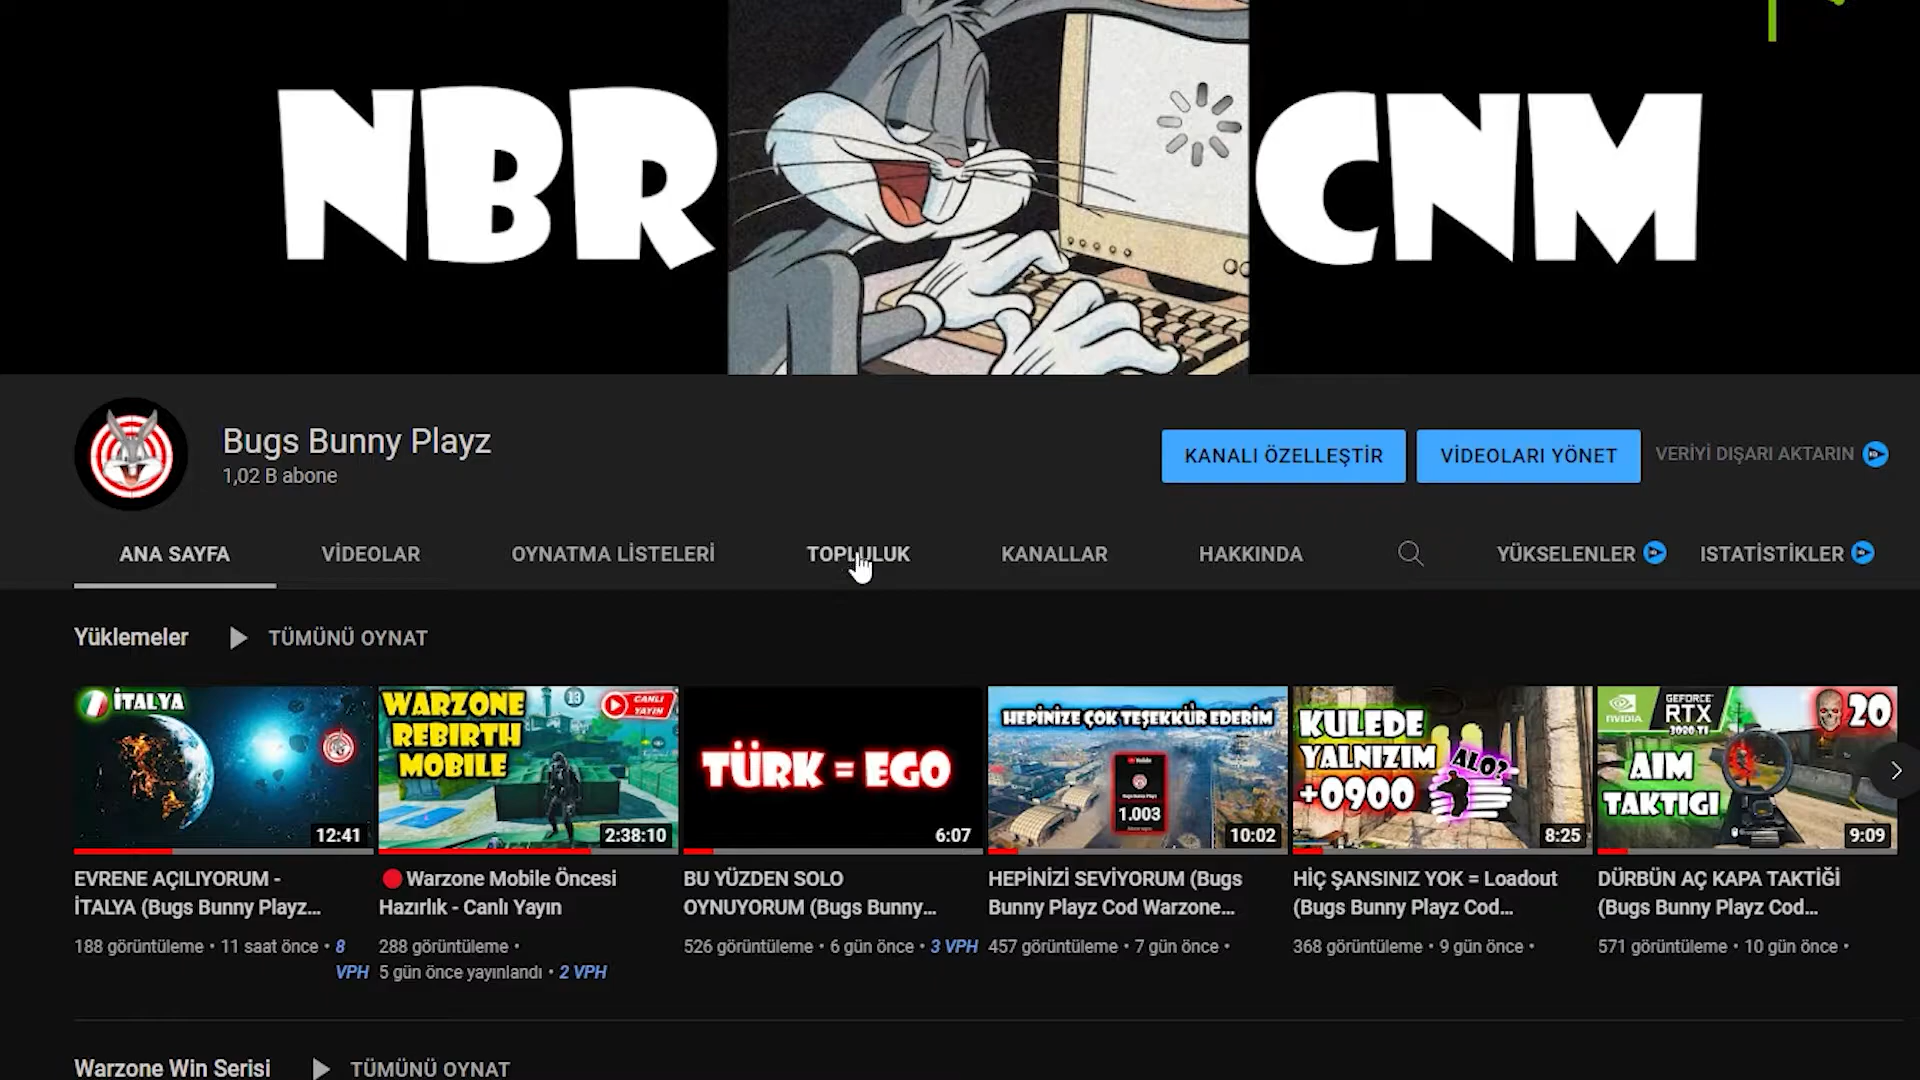 NBR CNM
Bugs Bunny Playz
1,02 B abone
KANALI ÖZELLEŞTİR
VİDEOLARI YÖNET
VERİYİ DIŞARI AKTARIN
ANA SAYFA
VİDEOLAR
OYNATMA LİSTELERİ
TOPLULUK
KANALLAR
HAKKINDA
YÜKSELENLER
ISTATİSTİKLER
Yüklemeler
TÜMÜNÜ OYNAT
İTALYA
12:41
EVRENE AÇILIYORUM -
İTALYA (Bugs Bunny Playz...
188 görüntüleme • 11 saat önce • 8
VPH
WARZONE
REBIRTH
MOBILE
13
CANLI
YAYIN
2:38:10
Warzone Mobile Öncesi
Hazırlık - Canlı Yayın
288 görüntüleme •
5 gün önce yayınlandı • 2 VPH
TÜRK = EGO
6:07
BU YÜZDEN SOLO
OYNUYORUM (Bugs Bunny...
526 görüntüleme • 6 gün önce • 3 VPH
HEPİNİZE ÇOK TEŞEKKÜR EDERİM
1.003
10:02
HEPİNİZİ SEVİYORUM (Bugs
Bunny Playz Cod Warzone...
457 görüntüleme • 7 gün önce •
KULEDE
YALNIZIM
+0900
ALO?
8:25
HİÇ ŞANSINIZ YOK = Loadout
(Bugs Bunny Playz Cod...
368 görüntüleme • 9 gün önce •
NVIDIA
GEFORCE
RTX
3080 TI
20
AIM
TAKTIGI
9:09
DÜRBÜN AÇ KAPA TAKTİĞİ
(Bugs Bunny Playz Cod...
571 görüntüleme • 10 gün önce •
Warzone Win Serisi
TÜMÜNÜ OYNAT